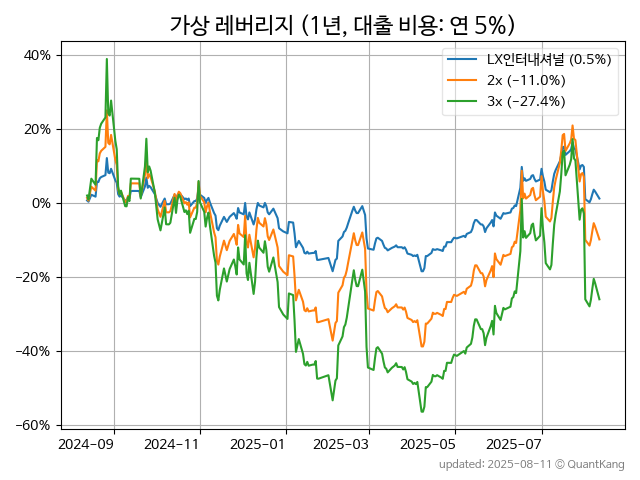 가상 레버리지 (1년, 대출 비용: 연 5%)
LX인터내셔널 (0.5%)
2x (−11.0%)
3x (−27.4%)
40%
20%
0%
−20%
−40%
−60%
2024-09 2024-11 2025-01 2025-03 2025-05 2025-07
updated: 2025-08-11 © QuantKang